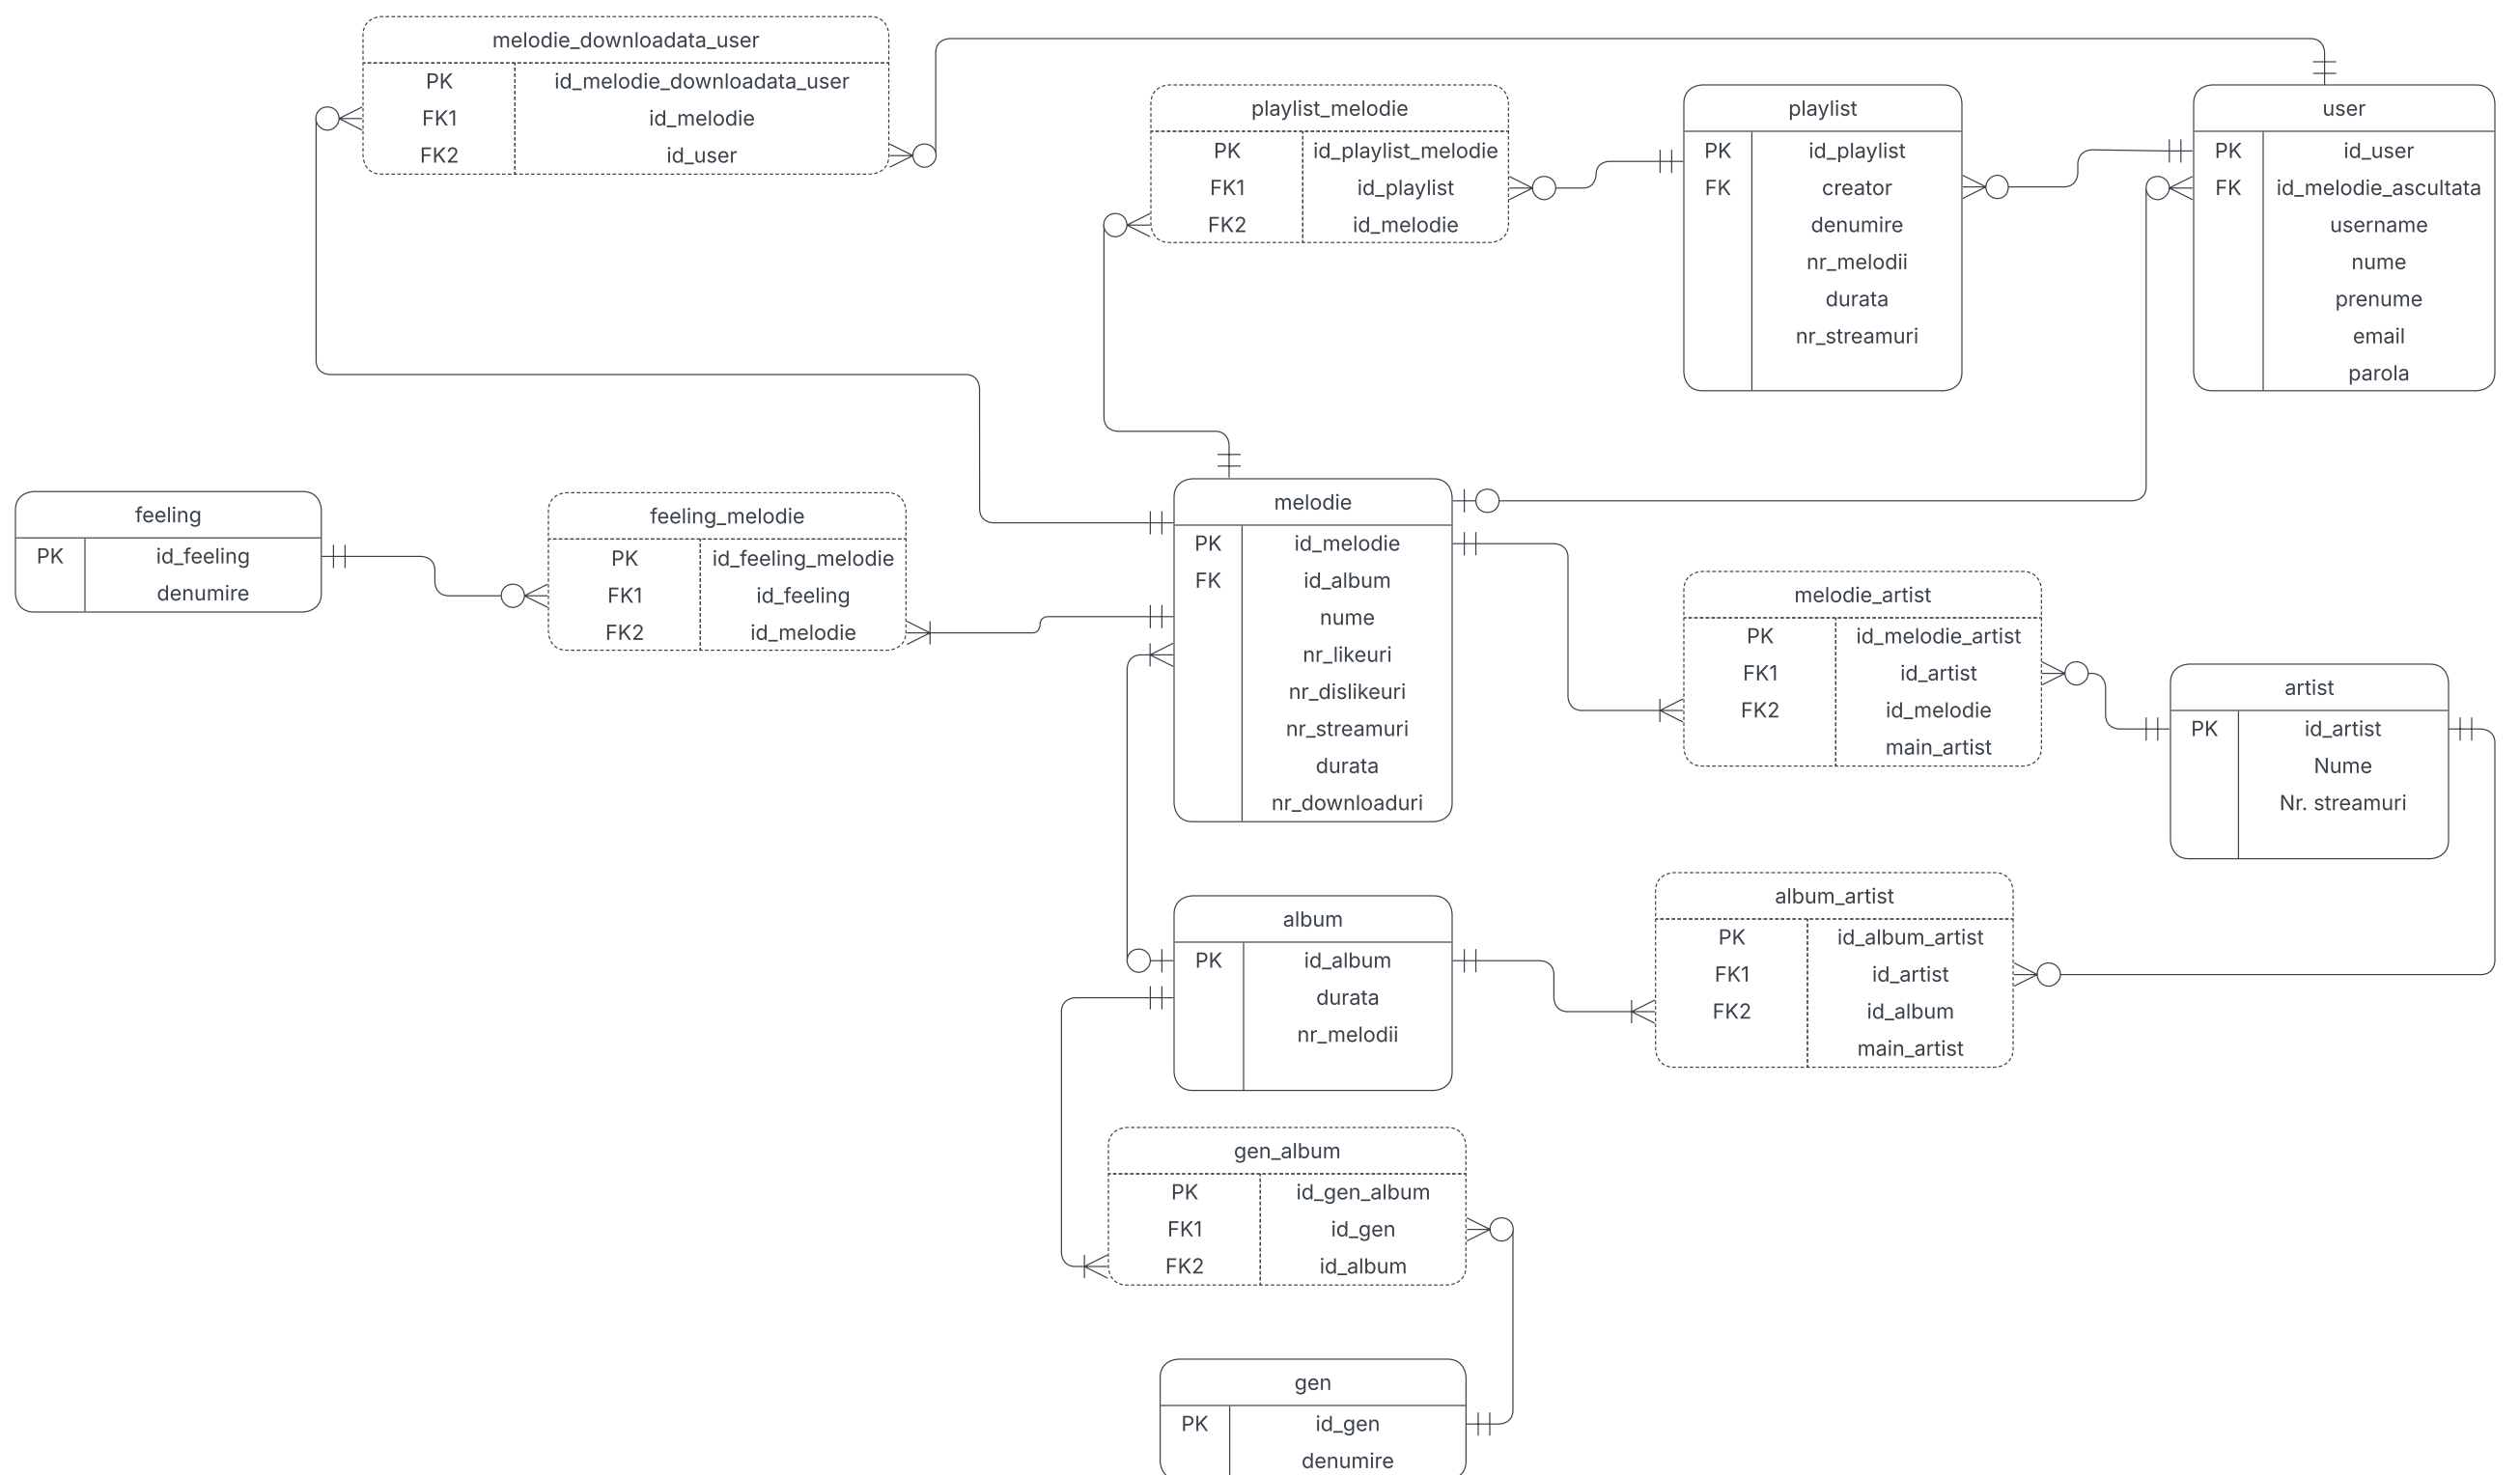 melodie_downloadata_user
PK id_melodie_downloadata_user
FK1 id_melodie
FK2 id_user
playlist_melodie
PK id_playlist_melodie
FK1 id_playlist
FK2 id_melodie
playlist
PK id_playlist
FK creator
denumire
nr_melodii
durata
nr_streamuri
user
PK id_user
FK id_melodie_ascultata
username
nume
prenume
email
parola
feeling
PK id_feeling
denumire
feeling_melodie
PK id_feeling_melodie
FK1 id_feeling
FK2 id_melodie
melodie
PK id_melodie
FK id_album
nume
nr_likeuri
nr_dislikeuri
nr_streamuri
durata
nr_downloaduri
melodie_artist
PK id_melodie_artist
FK1 id_artist
FK2 id_melodie
main_artist
artist
PK id_artist
Nume
Nr. streamuri
album
PK id_album
durata
nr_melodii
album_artist
PK id_album_artist
FK1 id_artist
FK2 id_album
main_artist
gen_album
PK id_gen_album
FK1 id_gen
FK2 id_album
gen
PK id_gen
denumire